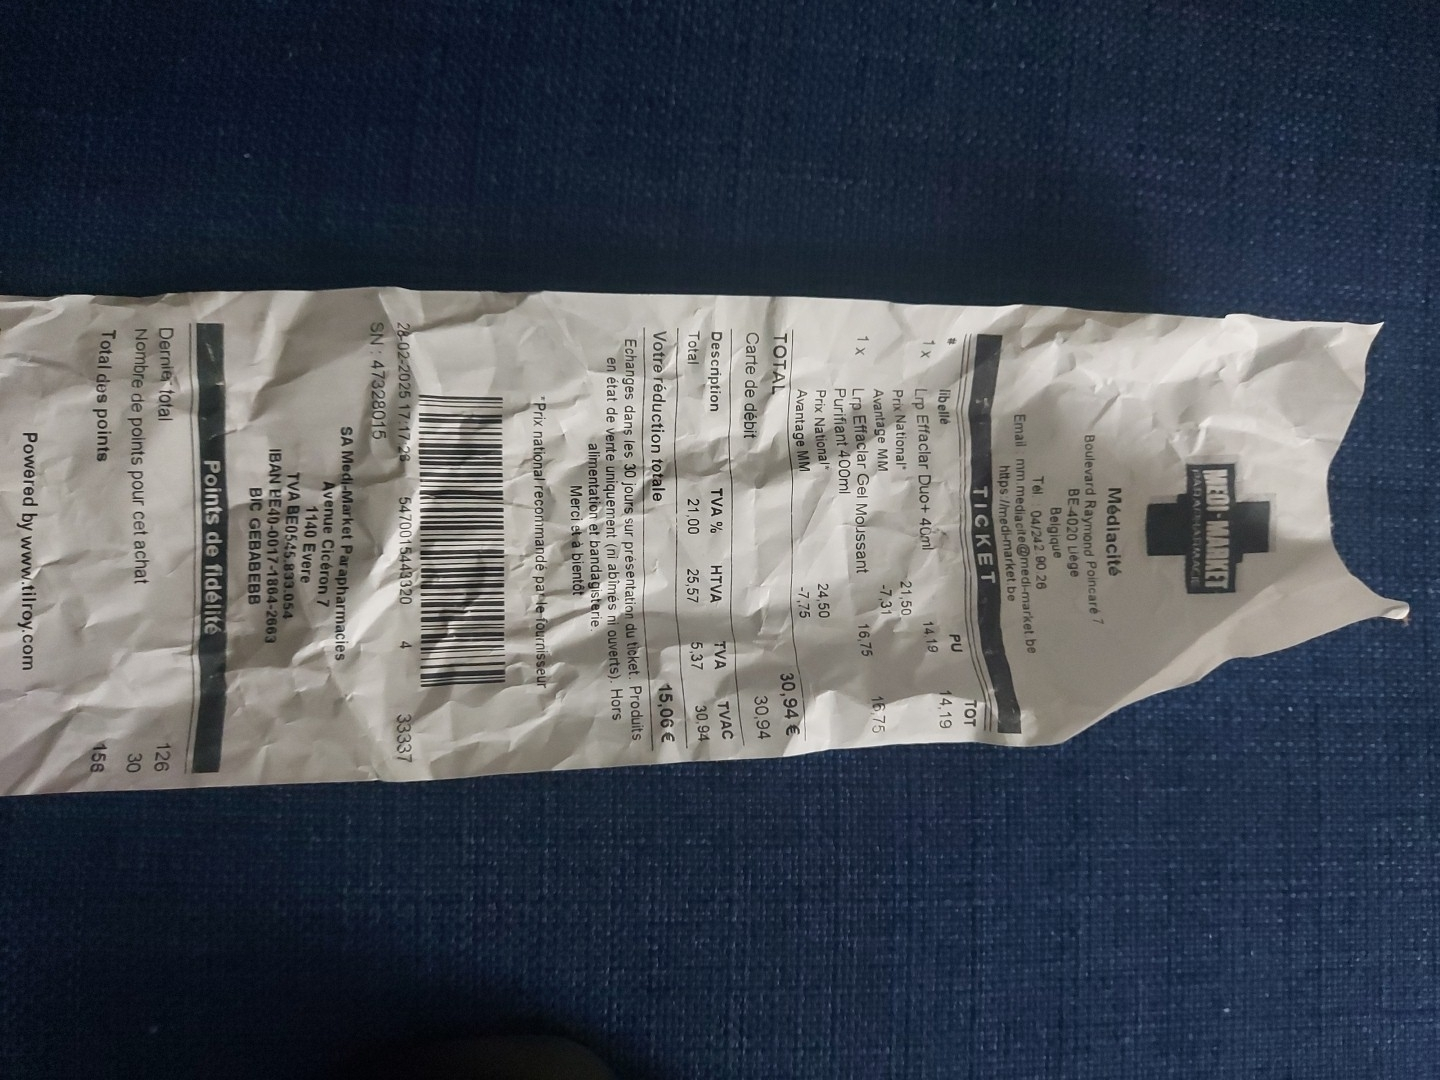 MEDI-MARKET
PARAPHARMACIE
Médiacité
Boulevard Raymond Poincaré 7
BE-4020 Liège
Belgique
Tel : 04/242 90 26
Email : mm.mediacite@medi-market.be
https://medi-market.be
TICKET
# libellé PU TOT
1 x Lrp Effaclar Duo+ 40ml 14,19 14,19
Prix National* 21,50
Avantage MM -7,31
1 x Lrp Effaclar Gel Moussant 16,75 16,75
Purifiant 400ml
Prix National* 24,50
Avantage MM -7,75
TOTAL 30,94 €
Carte de débit 30,94
Description TVA % HTVA TVA TVAC
Total 21,00 25,57 5,37 30,94
Votre réduction totale 15,06 €
Echanges dans les 30 jours sur présentation du ticket. Produits
en état de vente uniquement (ni abîmés ni ouverts). Hors
alimentation et bandagisterie.
Merci et à bientôt
*Prix national recommandé par le fournisseur
28-02-2025 17:17:28 5470015443320 4 33337
SN : 47328015
SA Medi-Market Parapharmacies
Avenue Cicéron 7
1140 Evere
TVA BE0545.833.054
IBAN BE40-0017-1864-2663
BIC GEBABEBB
Points de fidélité
Dernier total 126
Nombre de points pour cet achat 30
Total des points 156
Powered by www.tilroy.com